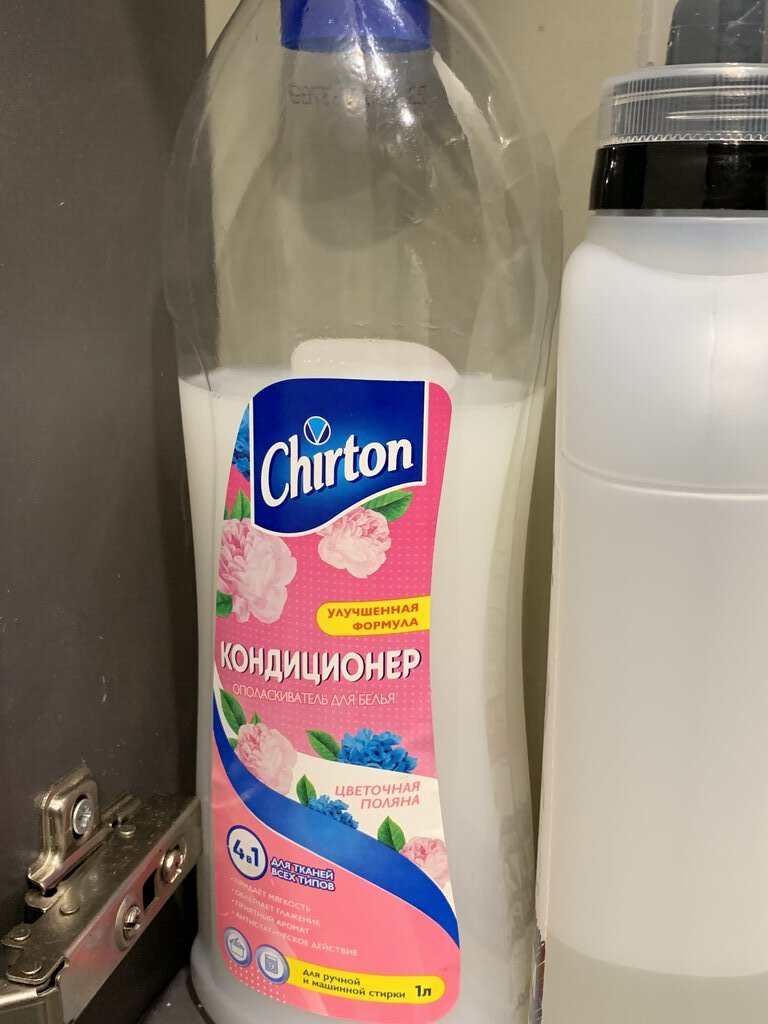 Chirton
УЛУЧШЕННАЯ
ФОРМУЛА
КОНДИЦИОНЕР
ОПОЛАСКИВАТЕЛЬ ДЛЯ БЕЛЬЯ
ЦВЕТОЧНАЯ
ПОЛЯНА
4в1
ДЛЯ ТКАНЕЙ
ВСЕХ ТИПОВ
• ПРИДАЁТ МЯГКОСТЬ
• ОБЛЕГЧАЕТ ГЛАЖЕНИЕ
• ПРИЯТНЫЙ АРОМАТ
• АНТИСТАТИЧЕСКОЕ ДЕЙСТВИЕ
для ручной
и машинной стирки 1л